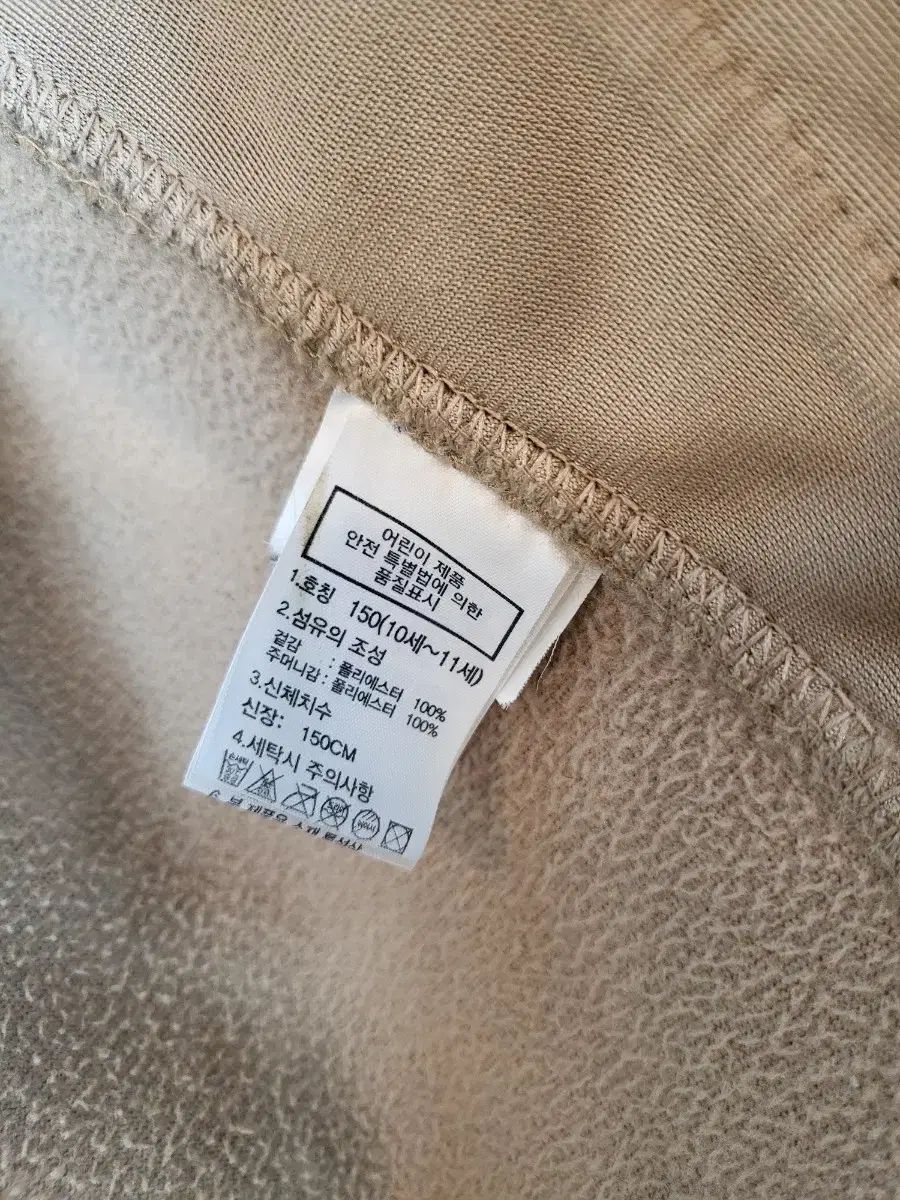 어린이 제품
안전 특별법에 의한
품질표시
1.호칭 150(10세~11세)
2.섬유의 조성
겉감 : 폴리에스터 100%
주머니감 : 폴리에스터 100%
3.신체치수
신장: 150CM
4.세탁시 주의사항